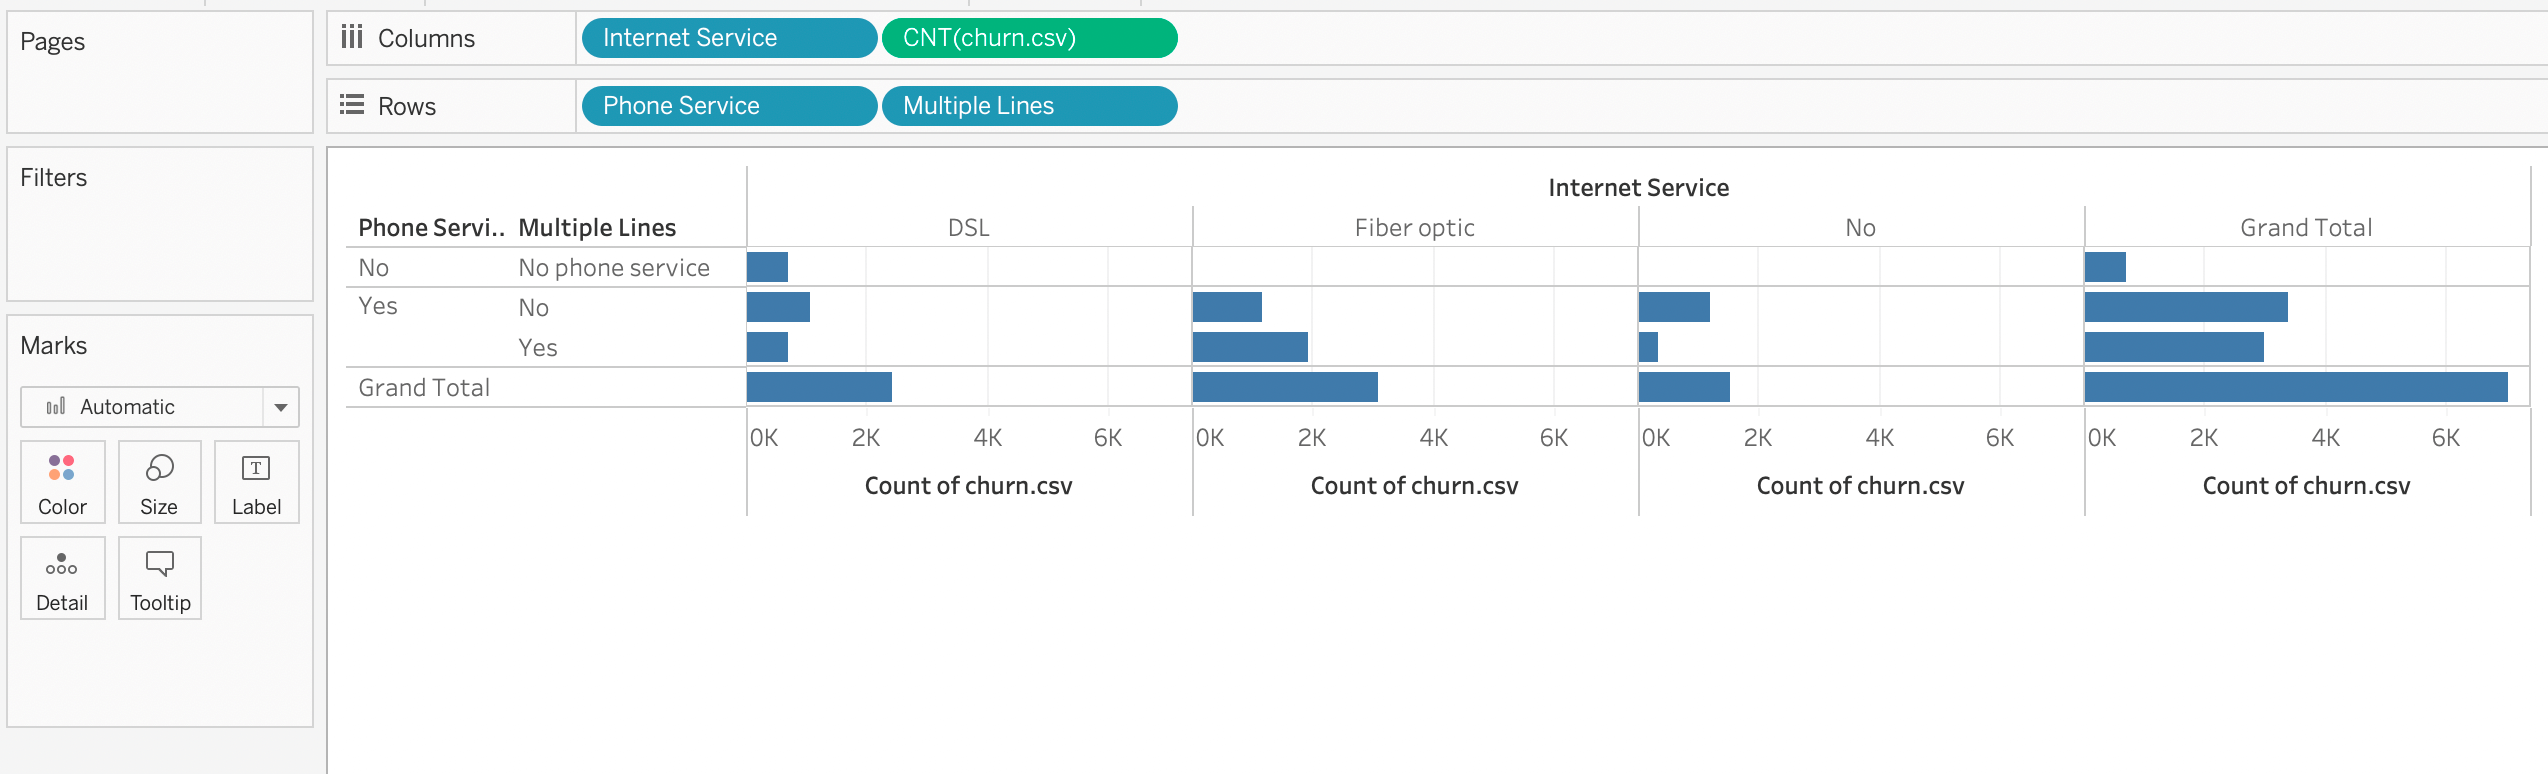 Pages
Columns
Internet Service
CNT(churn.csv)
Rows
Phone Service
Multiple Lines
Filters
Marks
Automatic
Color
Size
T
Label
Detail
Tooltip
Internet Service
Phone Servi.. Multiple Lines DSL Fiber optic No Grand Total
No No phone service
Yes No
Yes
Grand Total
0K 2K 4K 6K 0K 2K 4K 6K 0K 2K 4K 6K 0K 2K 4K 6K
Count of churn.csv Count of churn.csv Count of churn.csv Count of churn.csv